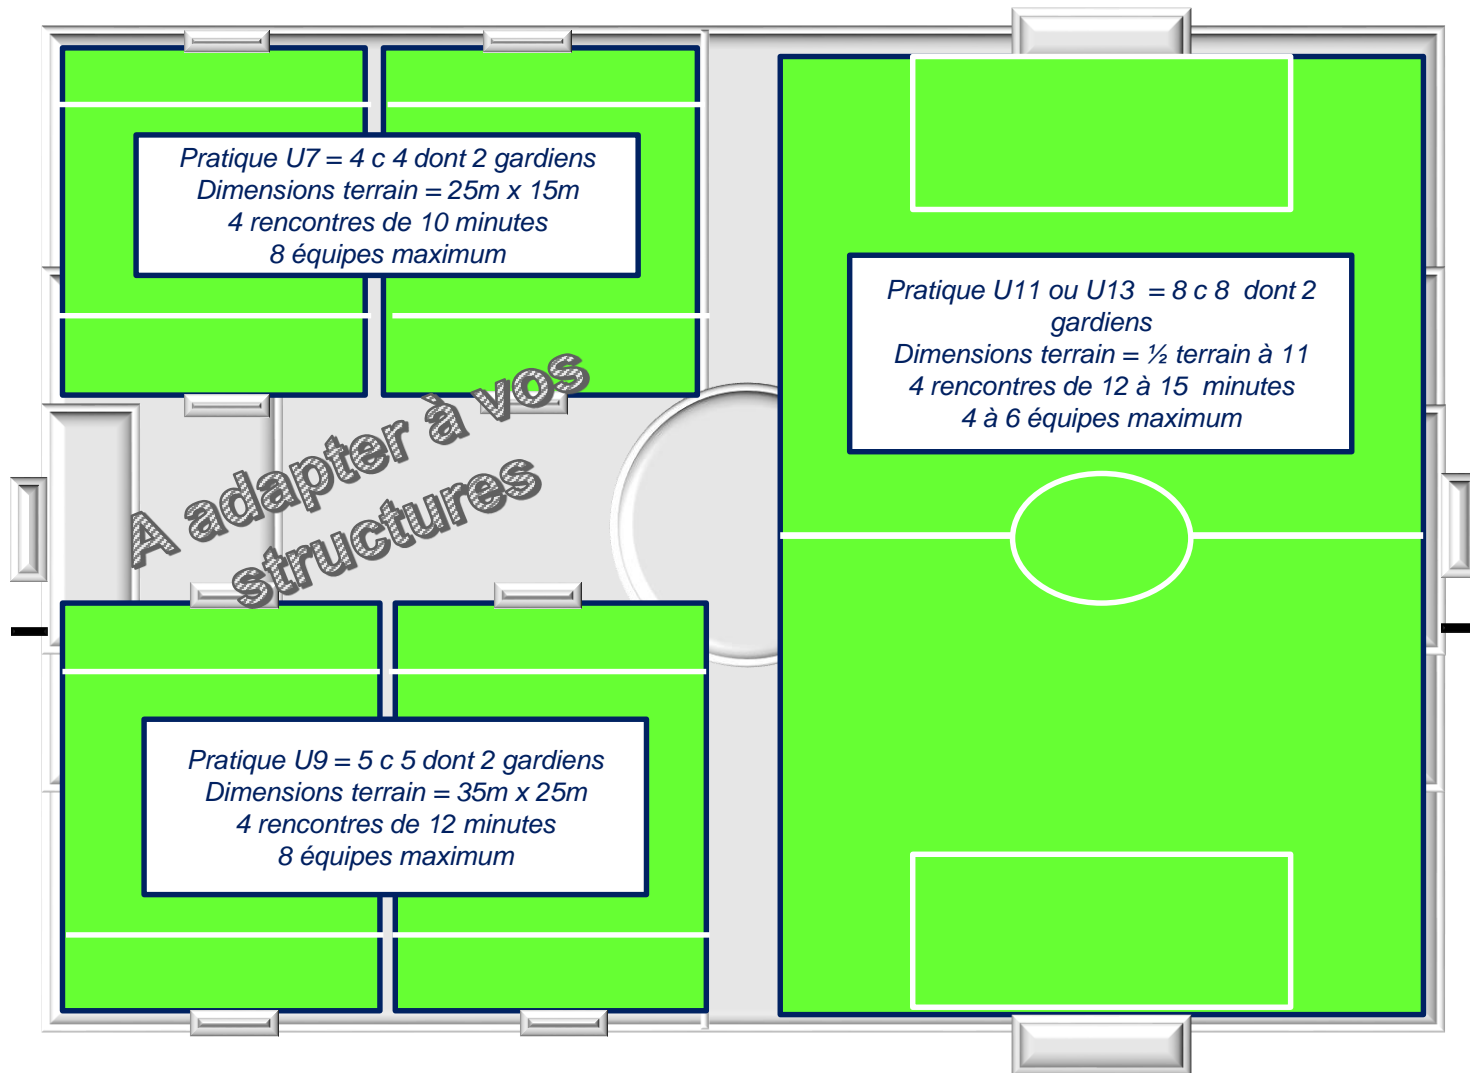 Pratique U7 = 4 c 4 dont 2 gardiens
Dimensions terrain = 25m x 15m
4 rencontres de 10 minutes
8 équipes maximum
Pratique U11 ou U13 = 8 c 8 dont 2
gardiens
Dimensions terrain = ½ terrain à 11
4 rencontres de 12 à 15 minutes
4 à 6 équipes maximum
A adapter à vos
structures
Pratique U9 = 5 c 5 dont 2 gardiens
Dimensions terrain = 35m x 25m
4 rencontres de 12 minutes
8 équipes maximum